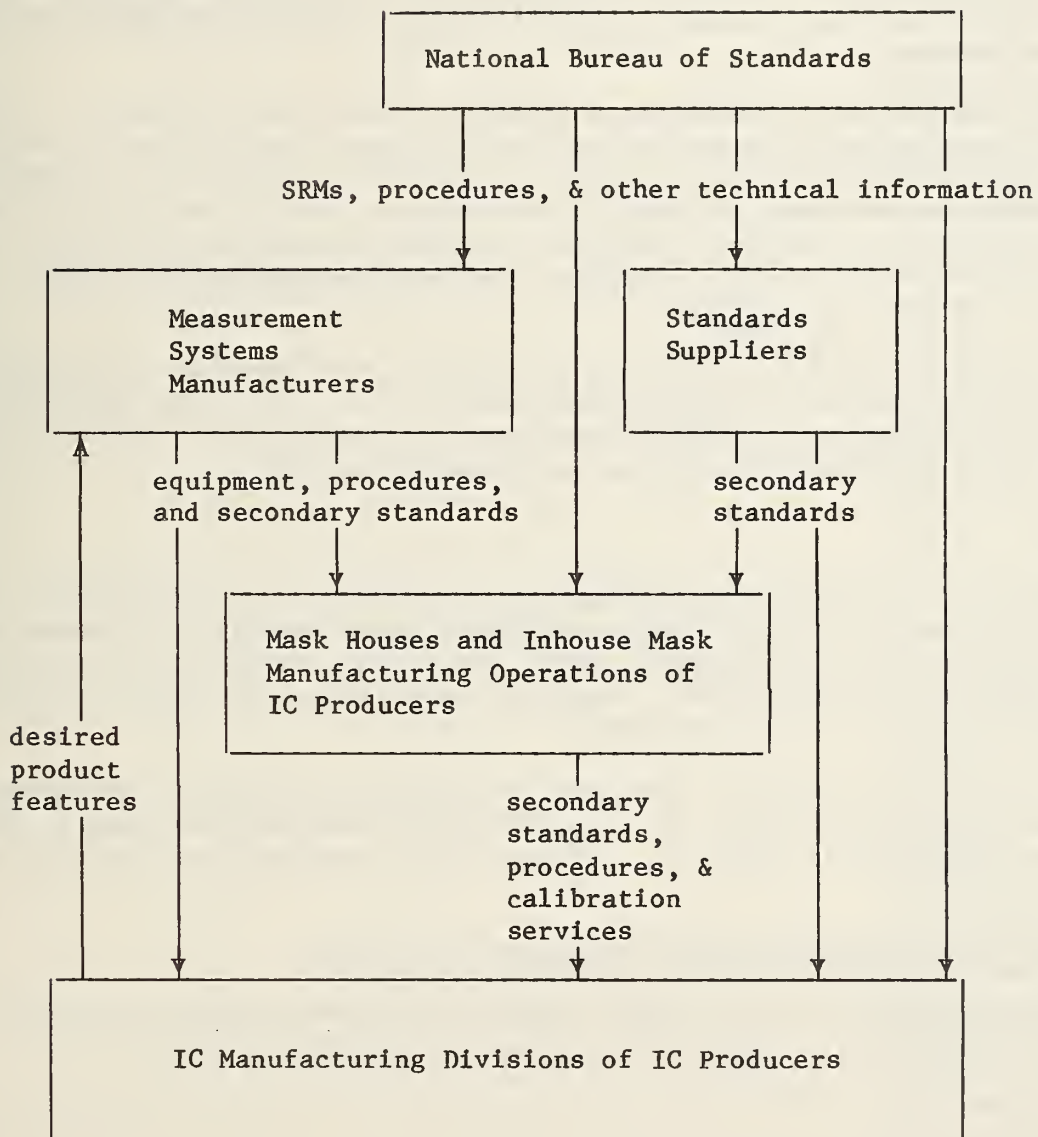 National Bureau of Standards
SRMs, procedures, & other technical information
Measurement
Systems
Manufacturers
Standards
Suppliers
equipment, procedures,
and secondary standards
secondary
standards
Mask Houses and Inhouse Mask
Manufacturing Operations of
IC Producers
desired
product
features
secondary
standards,
procedures, &
calibration
services
IC Manufacturing Divisions of IC Producers